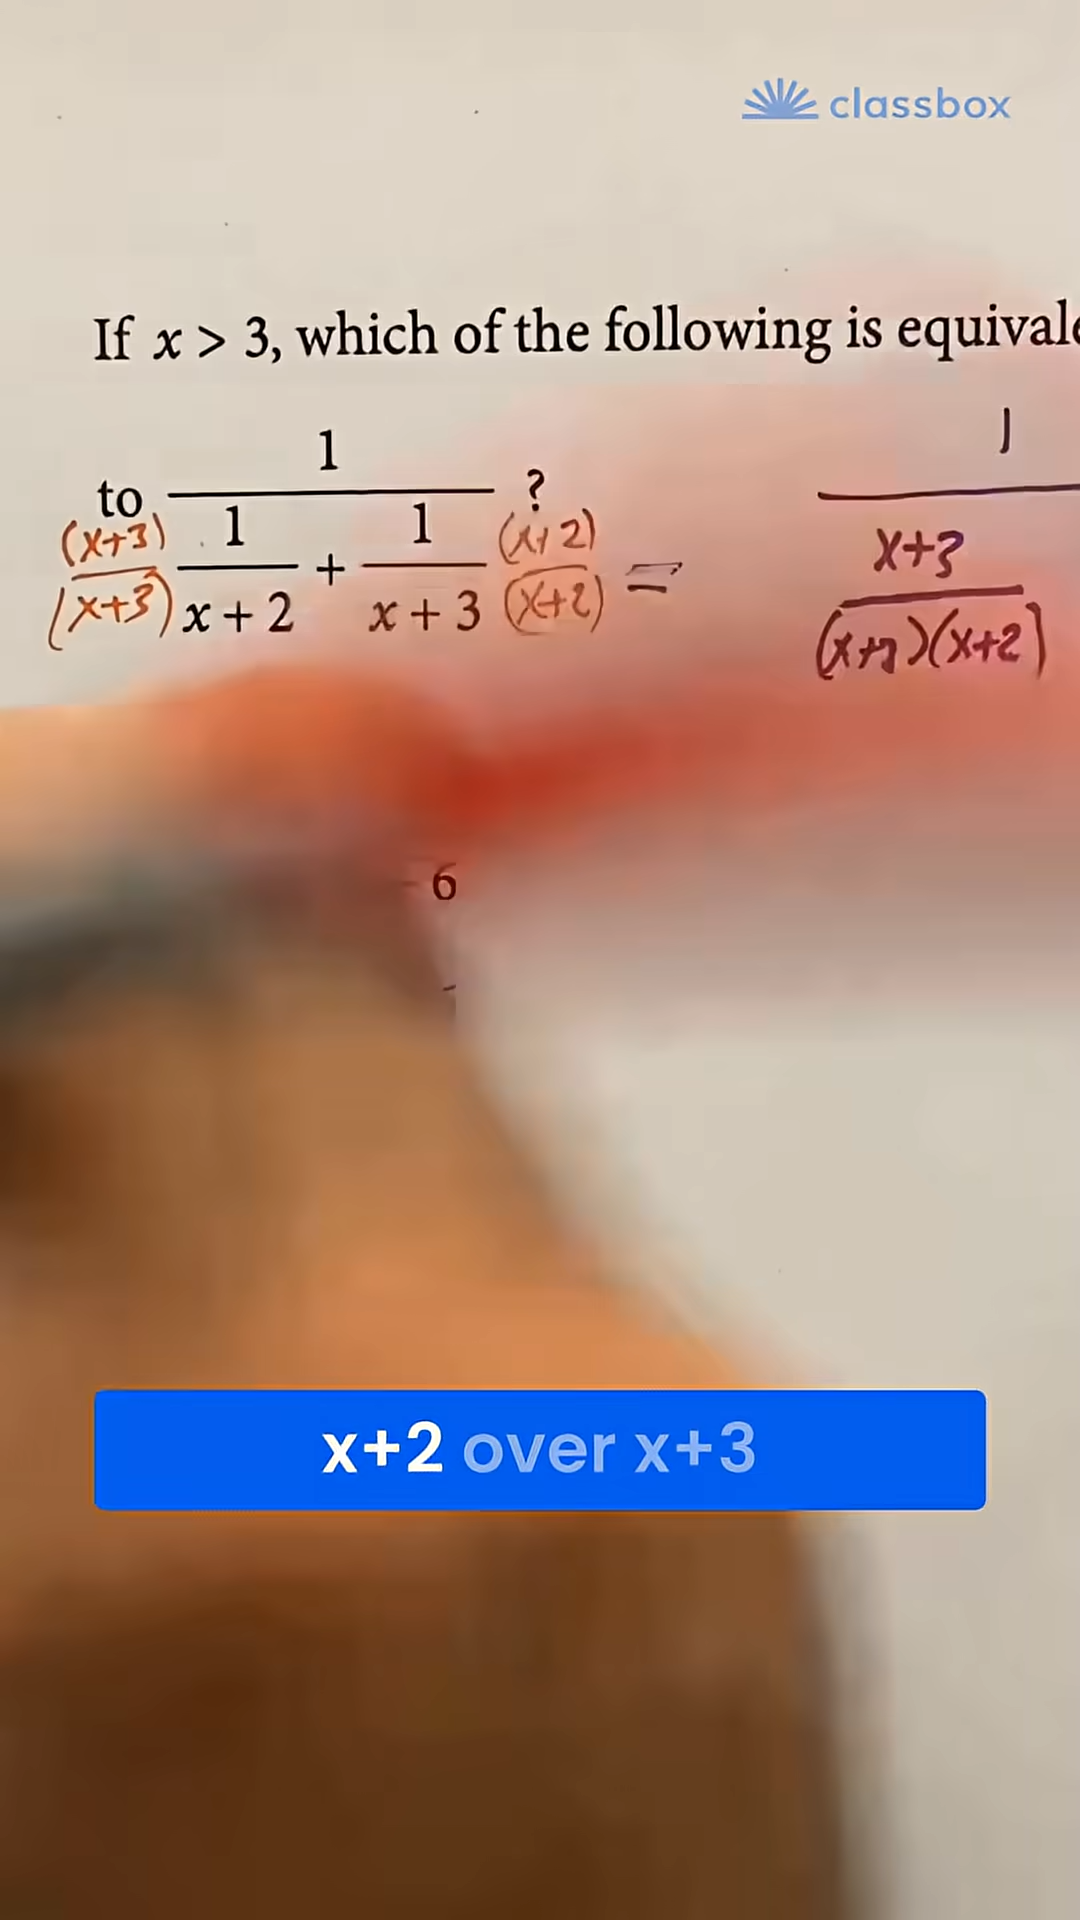 classbox
If x > 3, which of the following is equival
to 1 / (1/(x + 2) + 1/(x + 3)) ?
(x+3)/(x+3) (x+2)/(x+2) =
1
x+3
(x+3)(x+2)
6
x+2 over x+3